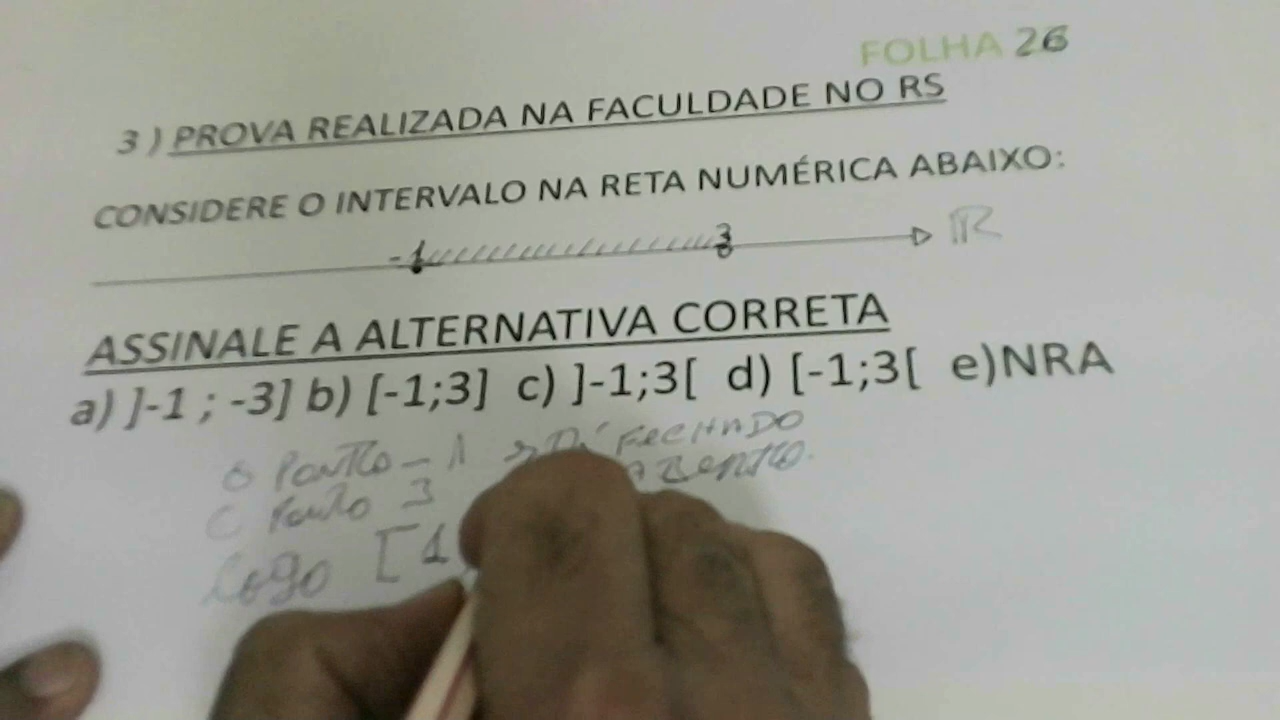 FOLHA 26
3 ) PROVA REALIZADA NA FACULDADE NO RS
CONSIDERE O INTERVALO NA RETA NUMÉRICA ABAIXO:
-1 3 ℝ
ASSINALE A ALTERNATIVA CORRETA
a) ]-1 ; -3] b) [-1;3] c) ]-1;3[ d) [-1;3[ e)NRA
O PONTO - 1 FECHADO
O PONTO 3
LOGO [1